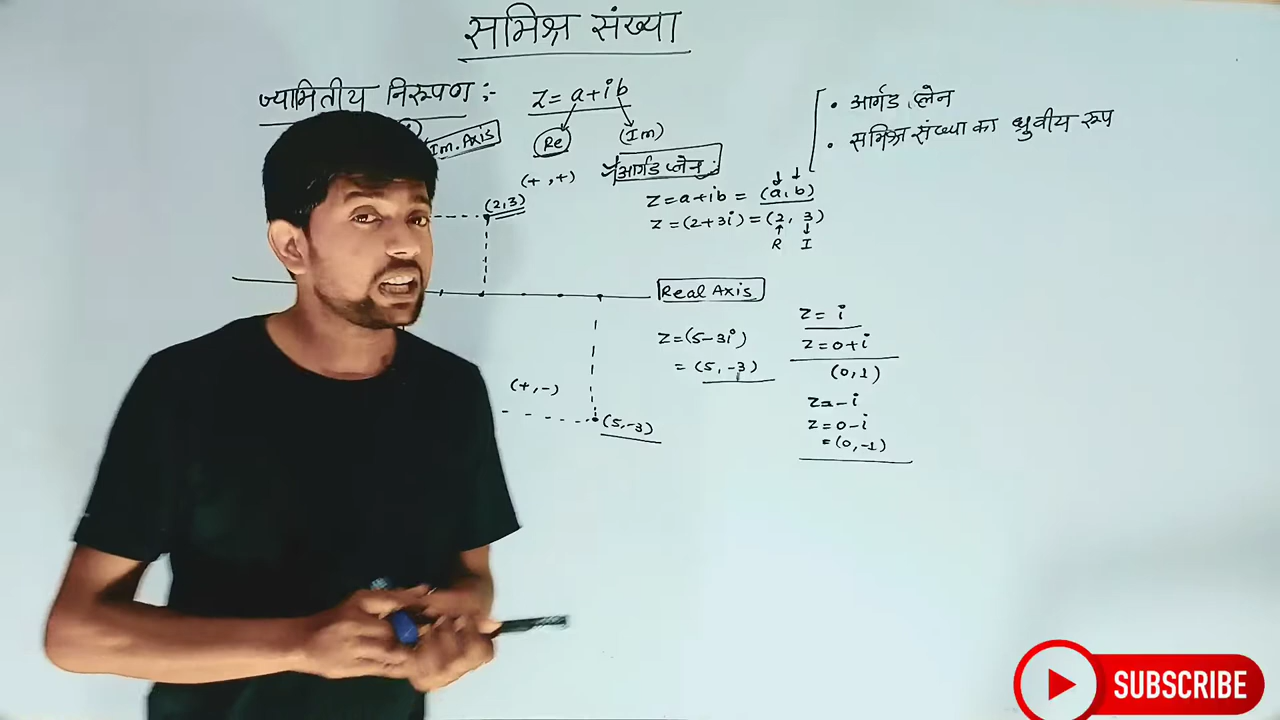 समिश्र संख्या
ज्यामितीय निरूपण :-
z = a+ib
Re
(Im)
Im. Axis
• आर्गंड प्लेन
• समिश्र संख्या का ध्रुवीय रूप
* आर्गंड प्लेन :
(+,+)
(2,3)
z = a+ib = (a,b)
z = (2+3i) = (2, 3)
R I
Real Axis
z = (5-3i)
= (5, -3)
(+,-)
(5,-3)
z = i
z = 0+i
(0,1)
z = -i
z = 0-i
= (0,-1)
SUBSCRIBE